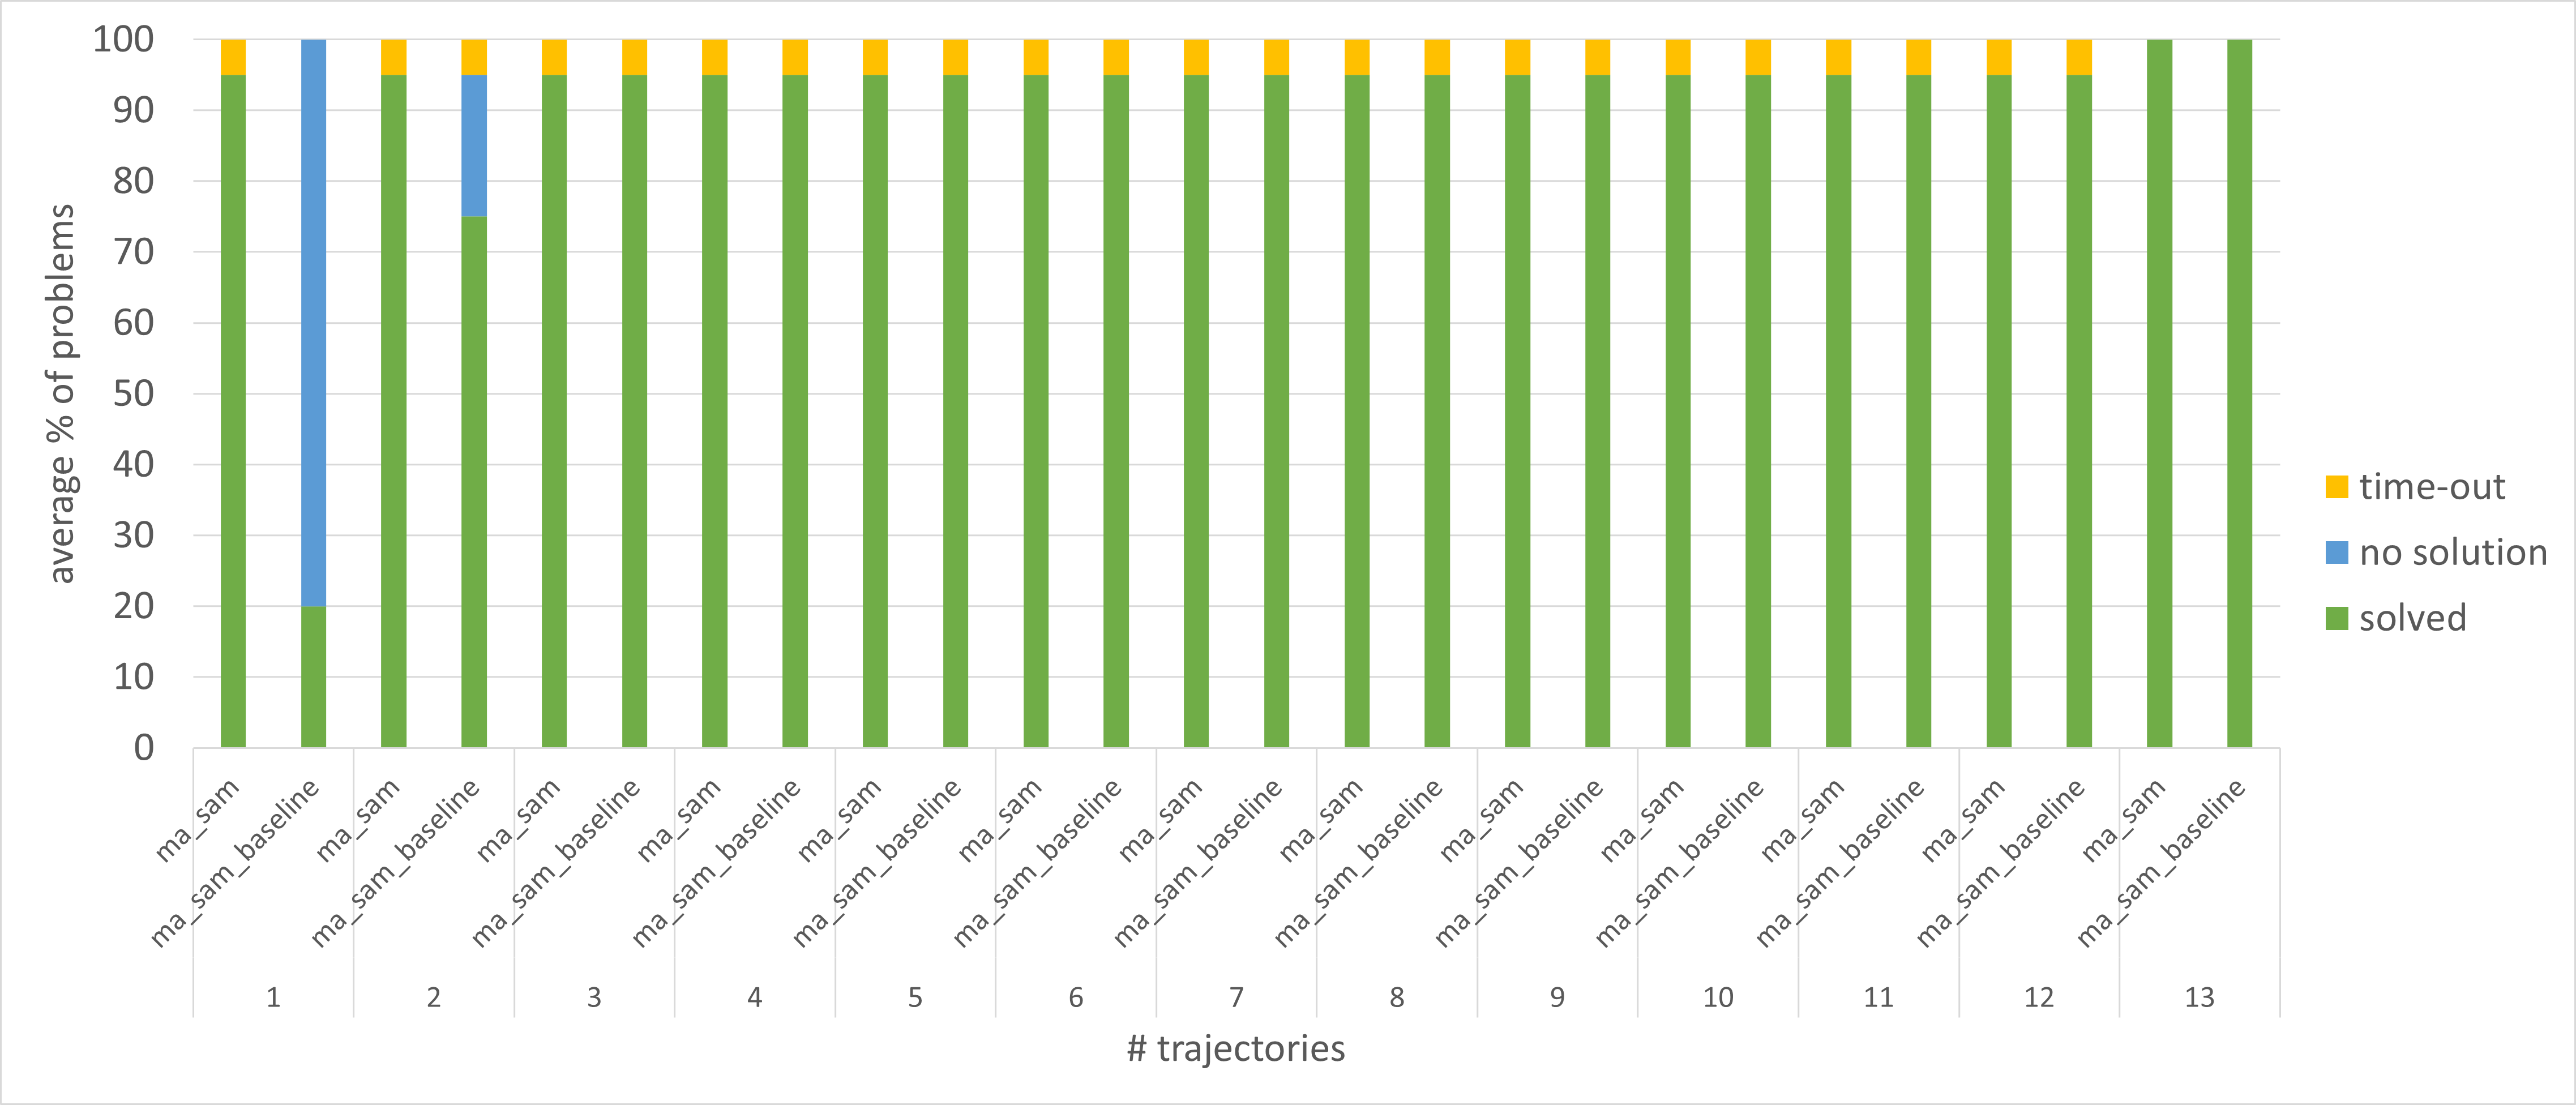 average % of problems
100
90
80
70
60
50
40
30
20
10
0
ma_sam
ma_sam_baseline
ma_sam
ma_sam_baseline
ma_sam
ma_sam_baseline
ma_sam
ma_sam_baseline
ma_sam
ma_sam_baseline
ma_sam
ma_sam_baseline
ma_sam
ma_sam_baseline
ma_sam
ma_sam_baseline
ma_sam
ma_sam_baseline
ma_sam
ma_sam_baseline
ma_sam
ma_sam_baseline
ma_sam
ma_sam_baseline
ma_sam
ma_sam_baseline
1 2 3 4 5 6 7 8 9 10 11 12 13
# trajectories
time-out
no solution
solved